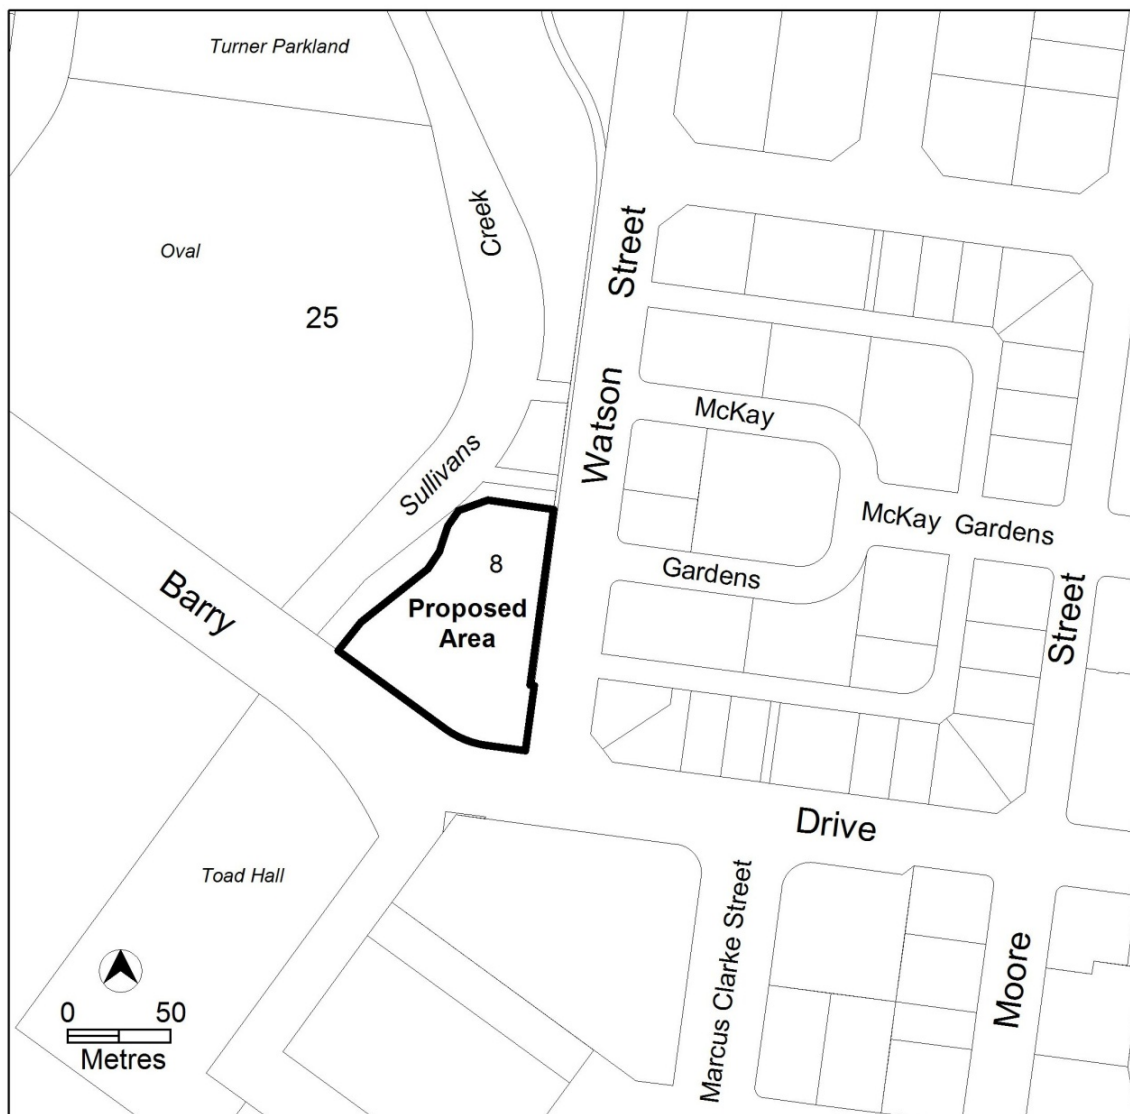 Turner Parkland
Creek
Street
Oval
25
Watson
McKay
Sullivans
McKay Gardens
8
Gardens
Barry
Proposed
Area
Street
Drive
Toad Hall
Marcus Clarke Street
Moore
0 50
Metres